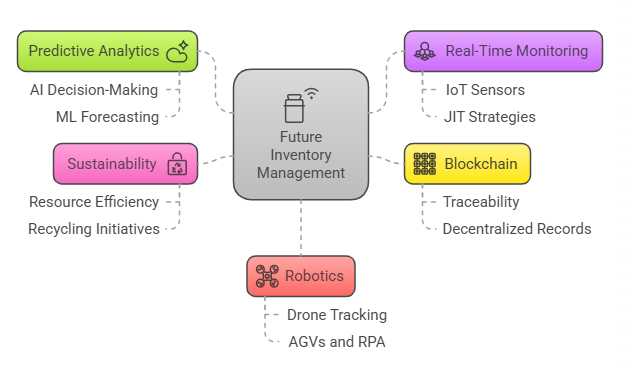 Predictive Analytics
AI Decision-Making
ML Forecasting
Sustainability
Resource Efficiency
Recycling Initiatives
Future
Inventory
Management
Real-Time Monitoring
IoT Sensors
JIT Strategies
Blockchain
Traceability
Decentralized Records
Robotics
Drone Tracking
AGVs and RPA